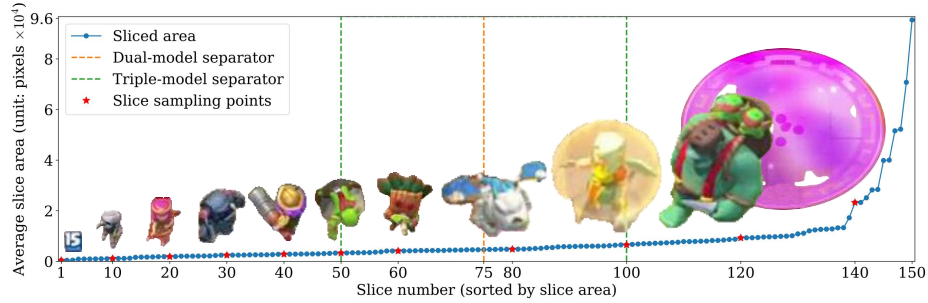 Average slice area (unit: pixels ×10⁴)
9.6
8
6
4
2
0
Sliced area
Dual-model separator
Triple-model separator
Slice sampling points
15
1 10 20 30 40 50 60 75 80 100 120 140 150
Slice number (sorted by slice area)